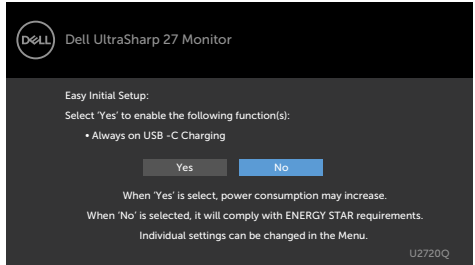 DELL
Dell UltraSharp 27 Monitor
Easy Initial Setup:
Select ‘Yes’ to enable the following function(s):
• Always on USB -C Charging
Yes No
When ‘Yes’ is select, power consumption may increase.
When ‘No’ is selected, it will comply with ENERGY STAR requirements.
Individual settings can be changed in the Menu.
U2720Q